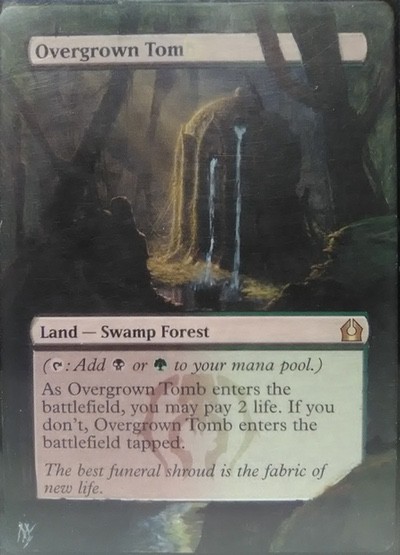 Overgrown Tom
Land — Swamp Forest
( : Add or to your mana pool.)
As Overgrown Tomb enters the
battlefield, you may pay 2 life. If you
don't, Overgrown Tomb enters the
battlefield tapped.
The best funeral shroud is the fabric of
new life.